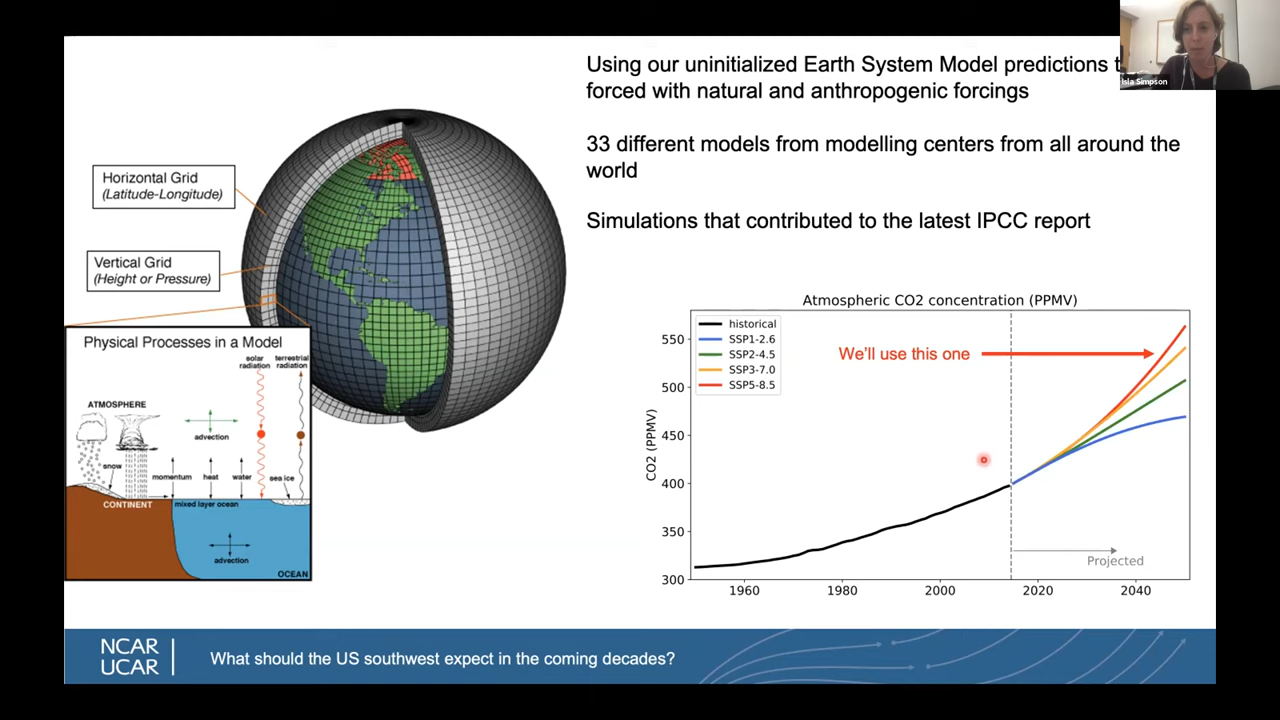 Using our uninitialized Earth System Model predictions
forced with natural and anthropogenic forcings
Isla Simpson
33 different models from modelling centers from all around the
world
Simulations that contributed to the latest IPCC report
Horizontal Grid
(Latitude-Longitude)
Vertical Grid
(Height or Pressure)
Physical Processes in a Model
solar
radiation
terrestrial
radiation
ATMOSPHERE
advection
snow
momentum
heat
water
sea ice
CONTINENT
mixed layer ocean
advection
OCEAN
Atmospheric CO2 concentration (PPMV)
historical
SSP1-2.6
SSP2-4.5
SSP3-7.0
SSP5-8.5
We'll use this one
CO2 (PPMV)
550
500
450
400
350
300
Projected
1960 1980 2000 2020 2040
NCAR
UCAR
What should the US southwest expect in the coming decades?